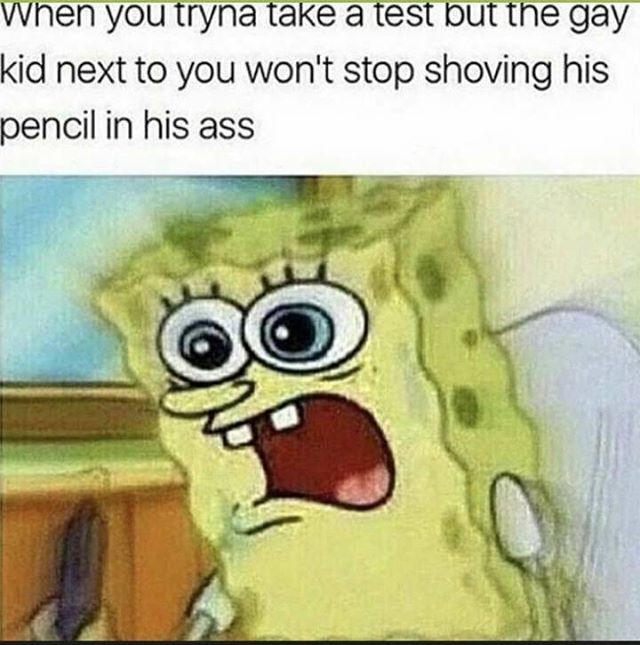 When you tryna take a test but the gay
kid next to you won't stop shoving his
pencil in his ass